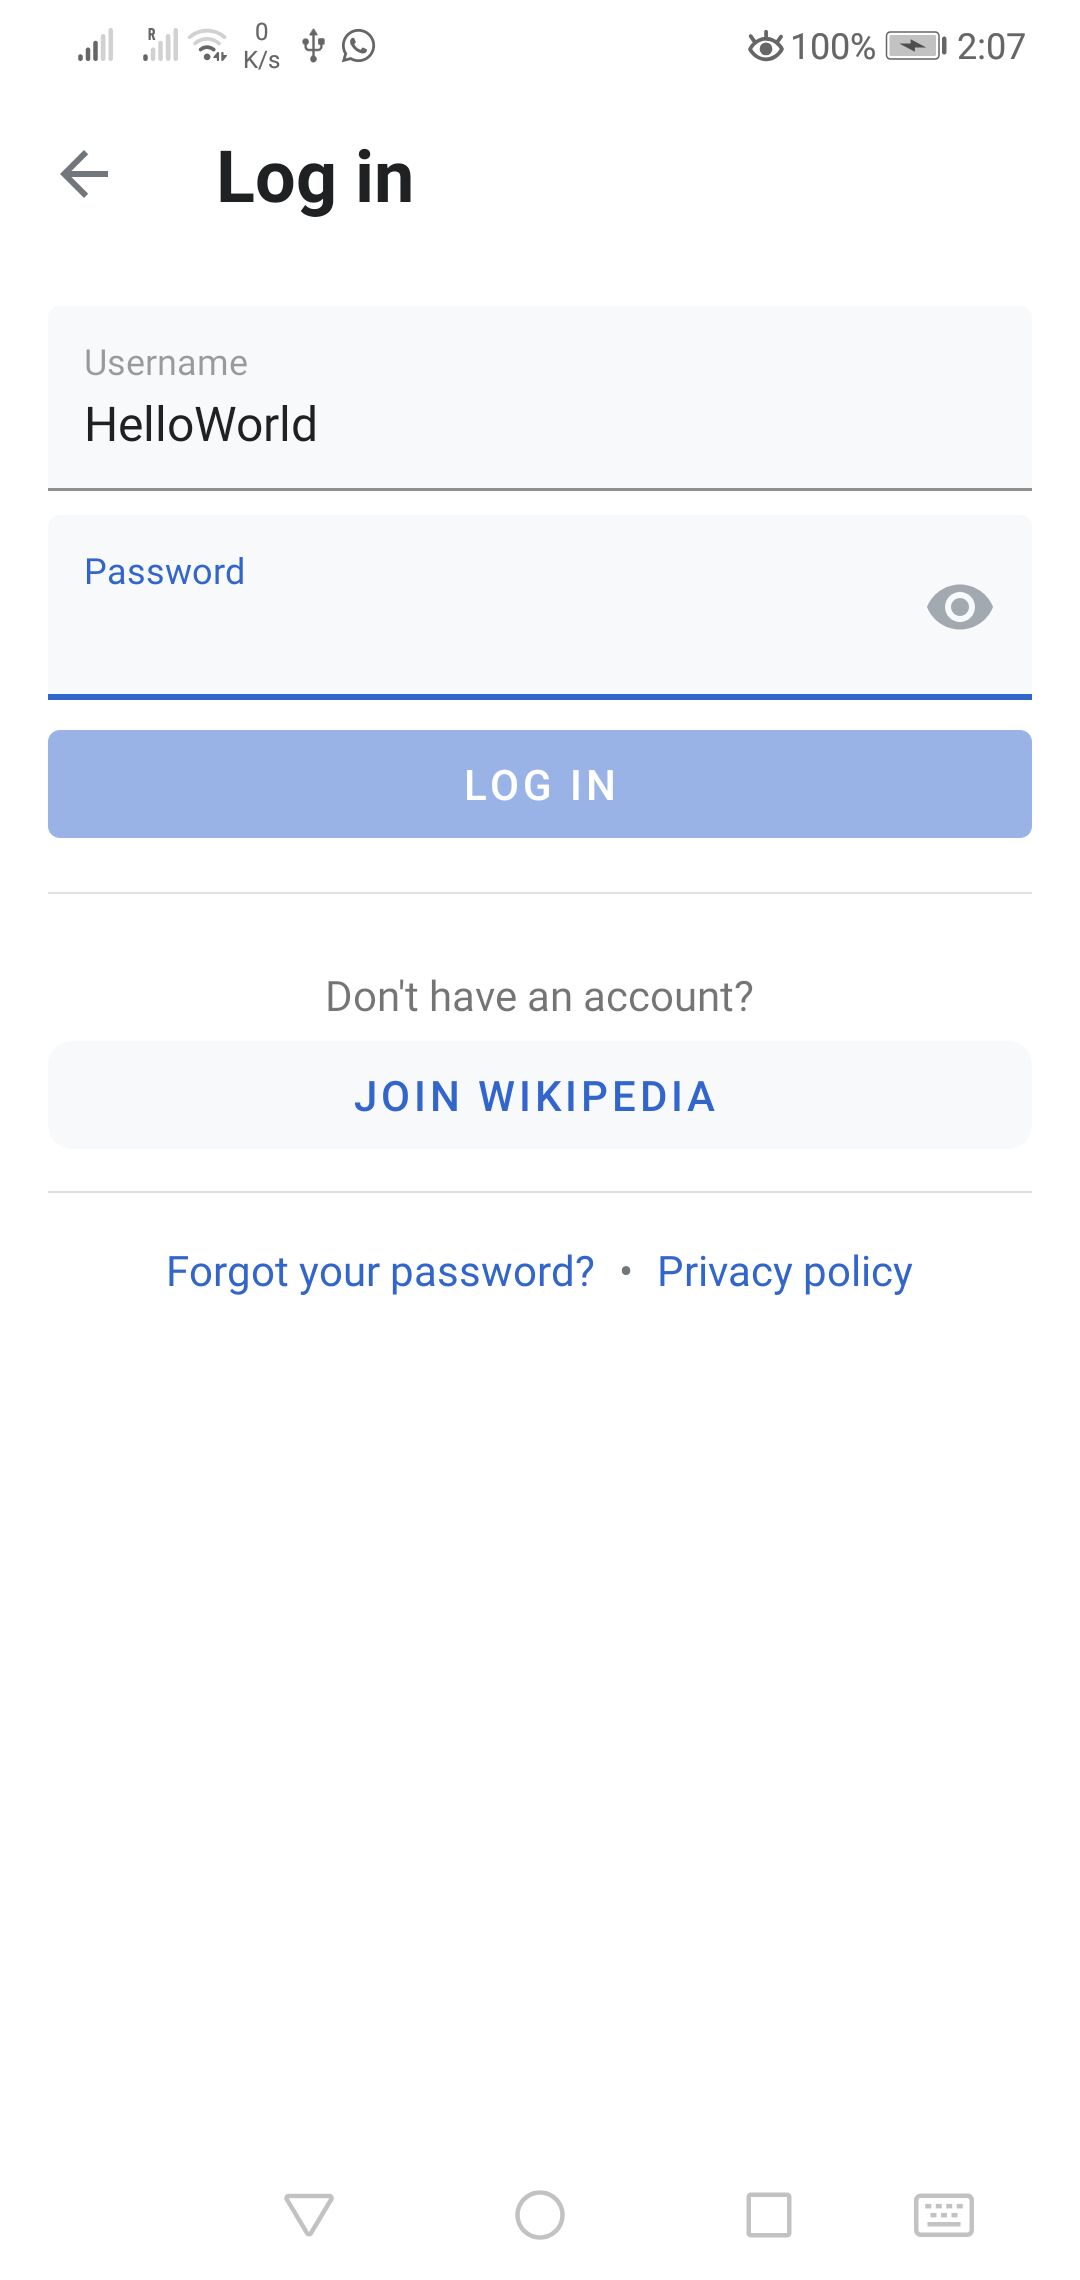 R 0 K/s 100% 2:07
Log in
Username
HelloWorld
Password
LOG IN
Don't have an account?
JOIN WIKIPEDIA
Forgot your password? • Privacy policy